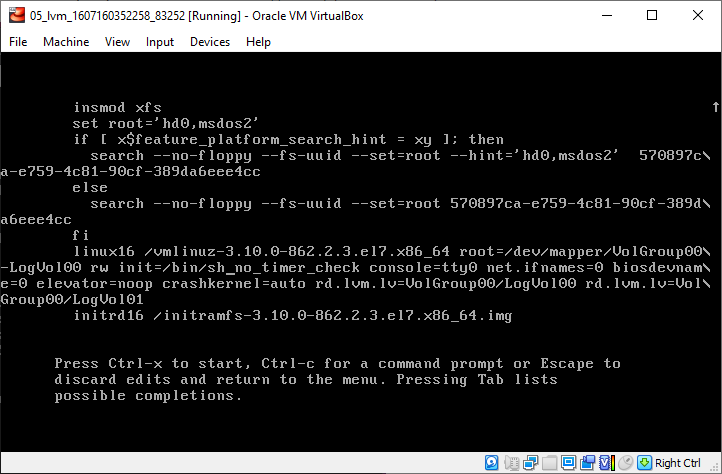 05_lvm_1607160352258_83252 [Running] - Oracle VM VirtualBox
File Machine View Input Devices Help
insmod xfs ↑
set root='hd0,msdos2'
if [ x$feature_platform_search_hint = xy ]; then
search --no-floppy --fs-uuid --set=root --hint='hd0,msdos2' 570897c\
a-e759-4c81-90cf-389da6eee4cc
else
search --no-floppy --fs-uuid --set=root 570897ca-e759-4c81-90cf-389d\
a6eee4cc
fi
linux16 /vmlinuz-3.10.0-862.2.3.el7.x86_64 root=/dev/mapper/VolGroup00\
-LogVol00 rw init=/bin/sh_no_timer_check console=tty0 net.ifnames=0 biosdevnam\
e=0 elevator=noop crashkernel=auto rd.lvm.lv=VolGroup00/LogVol00 rd.lvm.lv=Vol\
Group00/LogVol01
initrd16 /initramfs-3.10.0-862.2.3.el7.x86_64.img
Press Ctrl-x to start, Ctrl-c for a command prompt or Escape to
discard edits and return to the menu. Pressing Tab lists
possible completions.
Right Ctrl